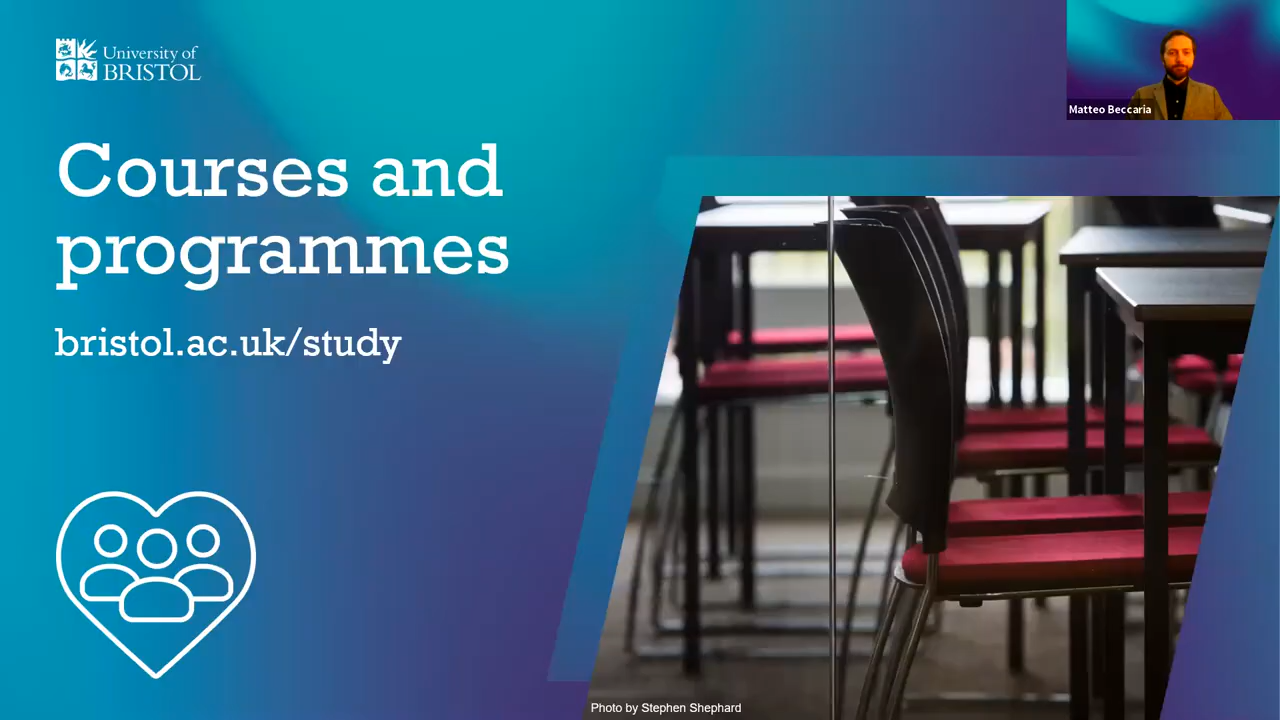 University of
BRISTOL
Matteo Beccaria
Courses and
programmes
bristol.ac.uk/study
Photo by Stephen Shephard